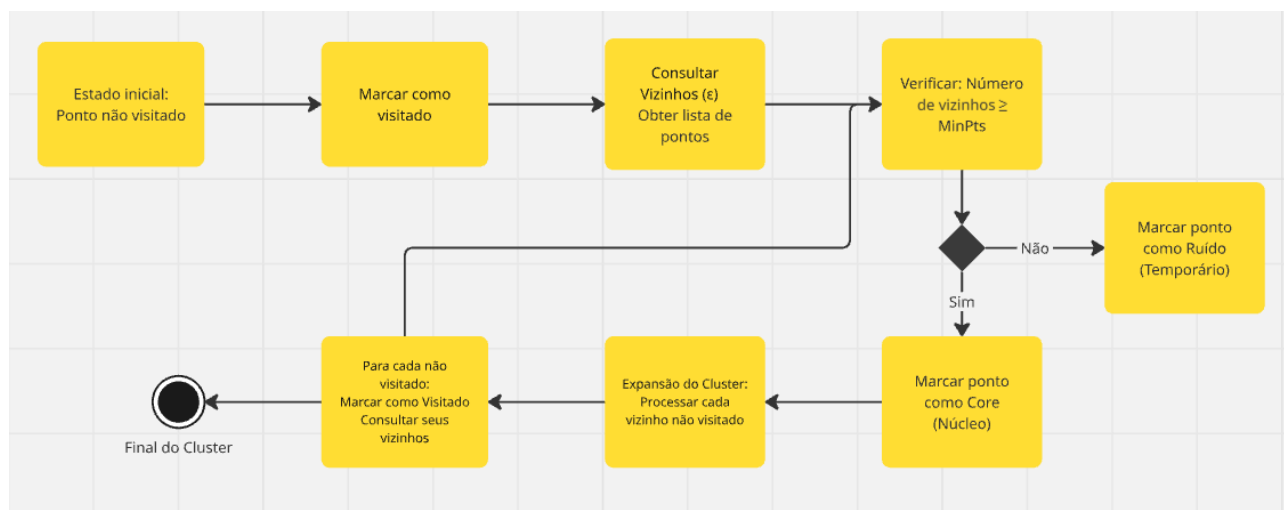 Estado inicial:
Ponto não visitado
Marcar como
visitado
Consultar
Vizinhos (ε)
Obter lista de
pontos
Verificar: Número
de vizinhos ≥
MinPts
Não
Marcar ponto
como Ruído
(Temporário)
Sim
Marcar ponto
como Core
(Núcleo)
Expansão do Cluster:
Processar cada
vizinho não visitado
Para cada não
visitado:
Marcar como Visitado
Consultar seus
vizinhos
Final do Cluster